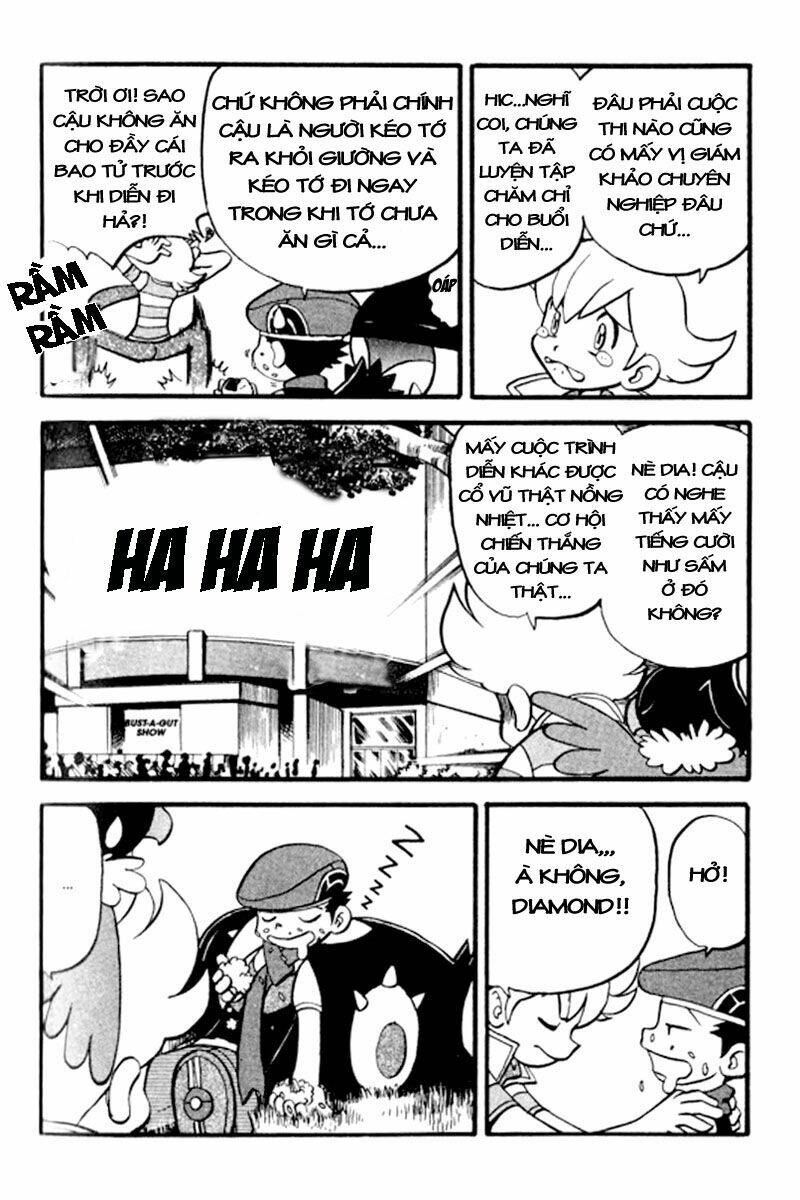 ĐÂU PHẢI CUỘC
THI NÀO CŨNG
CÓ MẤY VỊ GIÁM
KHẢO CHUYÊN
NGHIỆP ĐÂU
CHỨ...
HIC...NGHĨ
COI, CHÚNG
TA ĐÃ
LUYỆN TẬP
CHĂM CHỈ
CHO BUỔI
DIỄN...
CHỨ KHÔNG PHẢI CHÍNH
CẬU LÀ NGƯỜI KÉO TỚ
RA KHỎI GIƯỜNG VÀ
KÉO TỚ ĐI NGAY
TRONG KHI TỚ CHƯA
ĂN GÌ CẢ...
OÁP
TRỜI ƠI! SAO
CẬU KHÔNG ĂN
CHO ĐẦY CÁI
BAO TỬ TRƯỚC
KHI DIỄN ĐI
HẢ?!
RẦM
RẦM
NÈ DIA! CẬU
CÓ NGHE
THẤY MẤY
TIẾNG CƯỜI
NHƯ SẤM
Ở ĐÓ
KHÔNG?
MẤY CUỘC TRÌNH
DIỄN KHÁC ĐƯỢC
CỔ VŨ THẬT NỒNG
NHIỆT... CƠ HỘI
CHIẾN THẮNG
CỦA CHÚNG TA
THẬT...
HA HA HA
BUST-A-GUT
SHOW
HỞ!
NÈ DIA,,,
À KHÔNG,
DIAMOND!!
ZZZZ
...